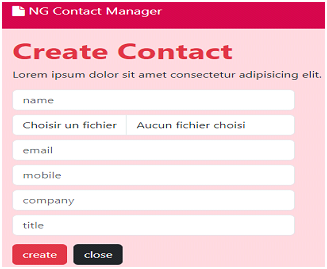 NG Contact Manager
Create Contact
Lorem ipsum dolor sit amet consectetur adipisicing elit.
name
Choisir un fichier Aucun fichier choisi
email
mobile
company
title
create close